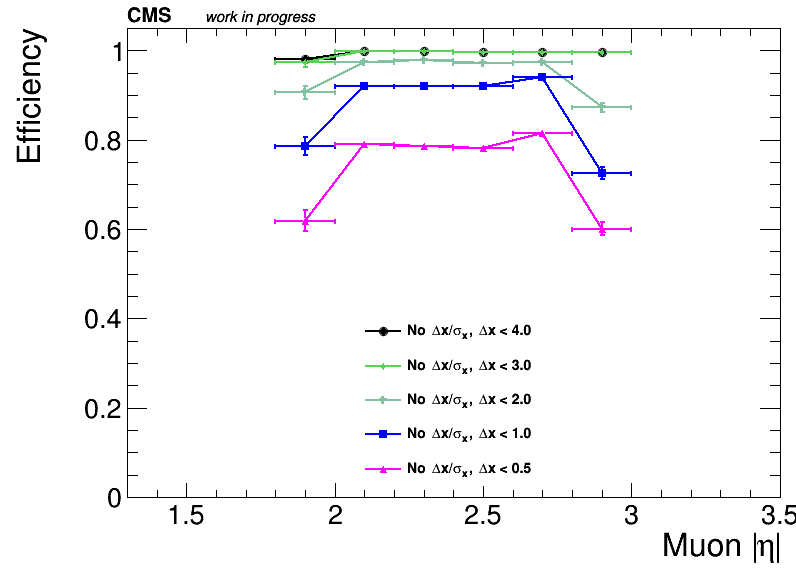 CMS work in progress
Efficiency
1
0.8
0.6
0.4
0.2
0
No Δx/σx, Δx < 4.0
No Δx/σx, Δx < 3.0
No Δx/σx, Δx < 2.0
No Δx/σx, Δx < 1.0
No Δx/σx, Δx < 0.5
1.5 2 2.5 3 3.5
Muon |η|